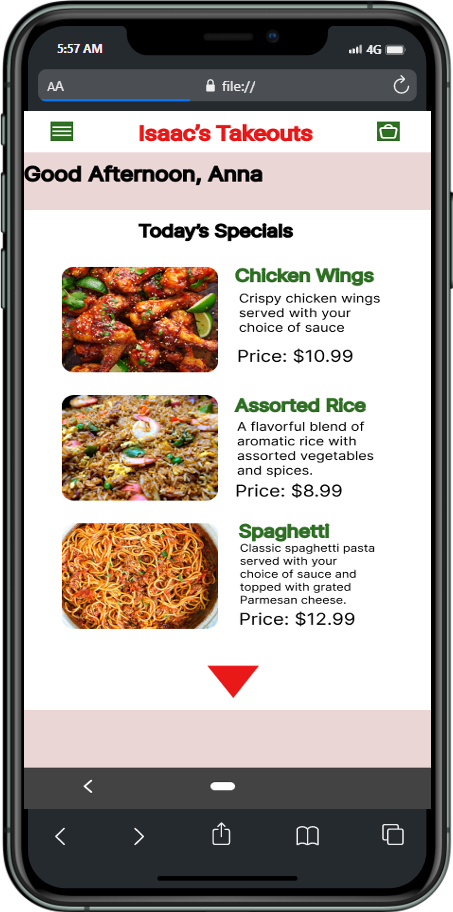 5:57 AM
4G
AA
file://
Isaac's Takeouts
Good Afternoon, Anna
Today's Specials
Chicken Wings
Crispy chicken wings
served with your
choice of sauce
Price: $10.99
Assorted Rice
A flavorful blend of
aromatic rice with
assorted vegetables
and spices.
Price: $8.99
Spaghetti
Classic spaghetti pasta
served with your
choice of sauce and
topped with grated
Parmesan cheese.
Price: $12.99